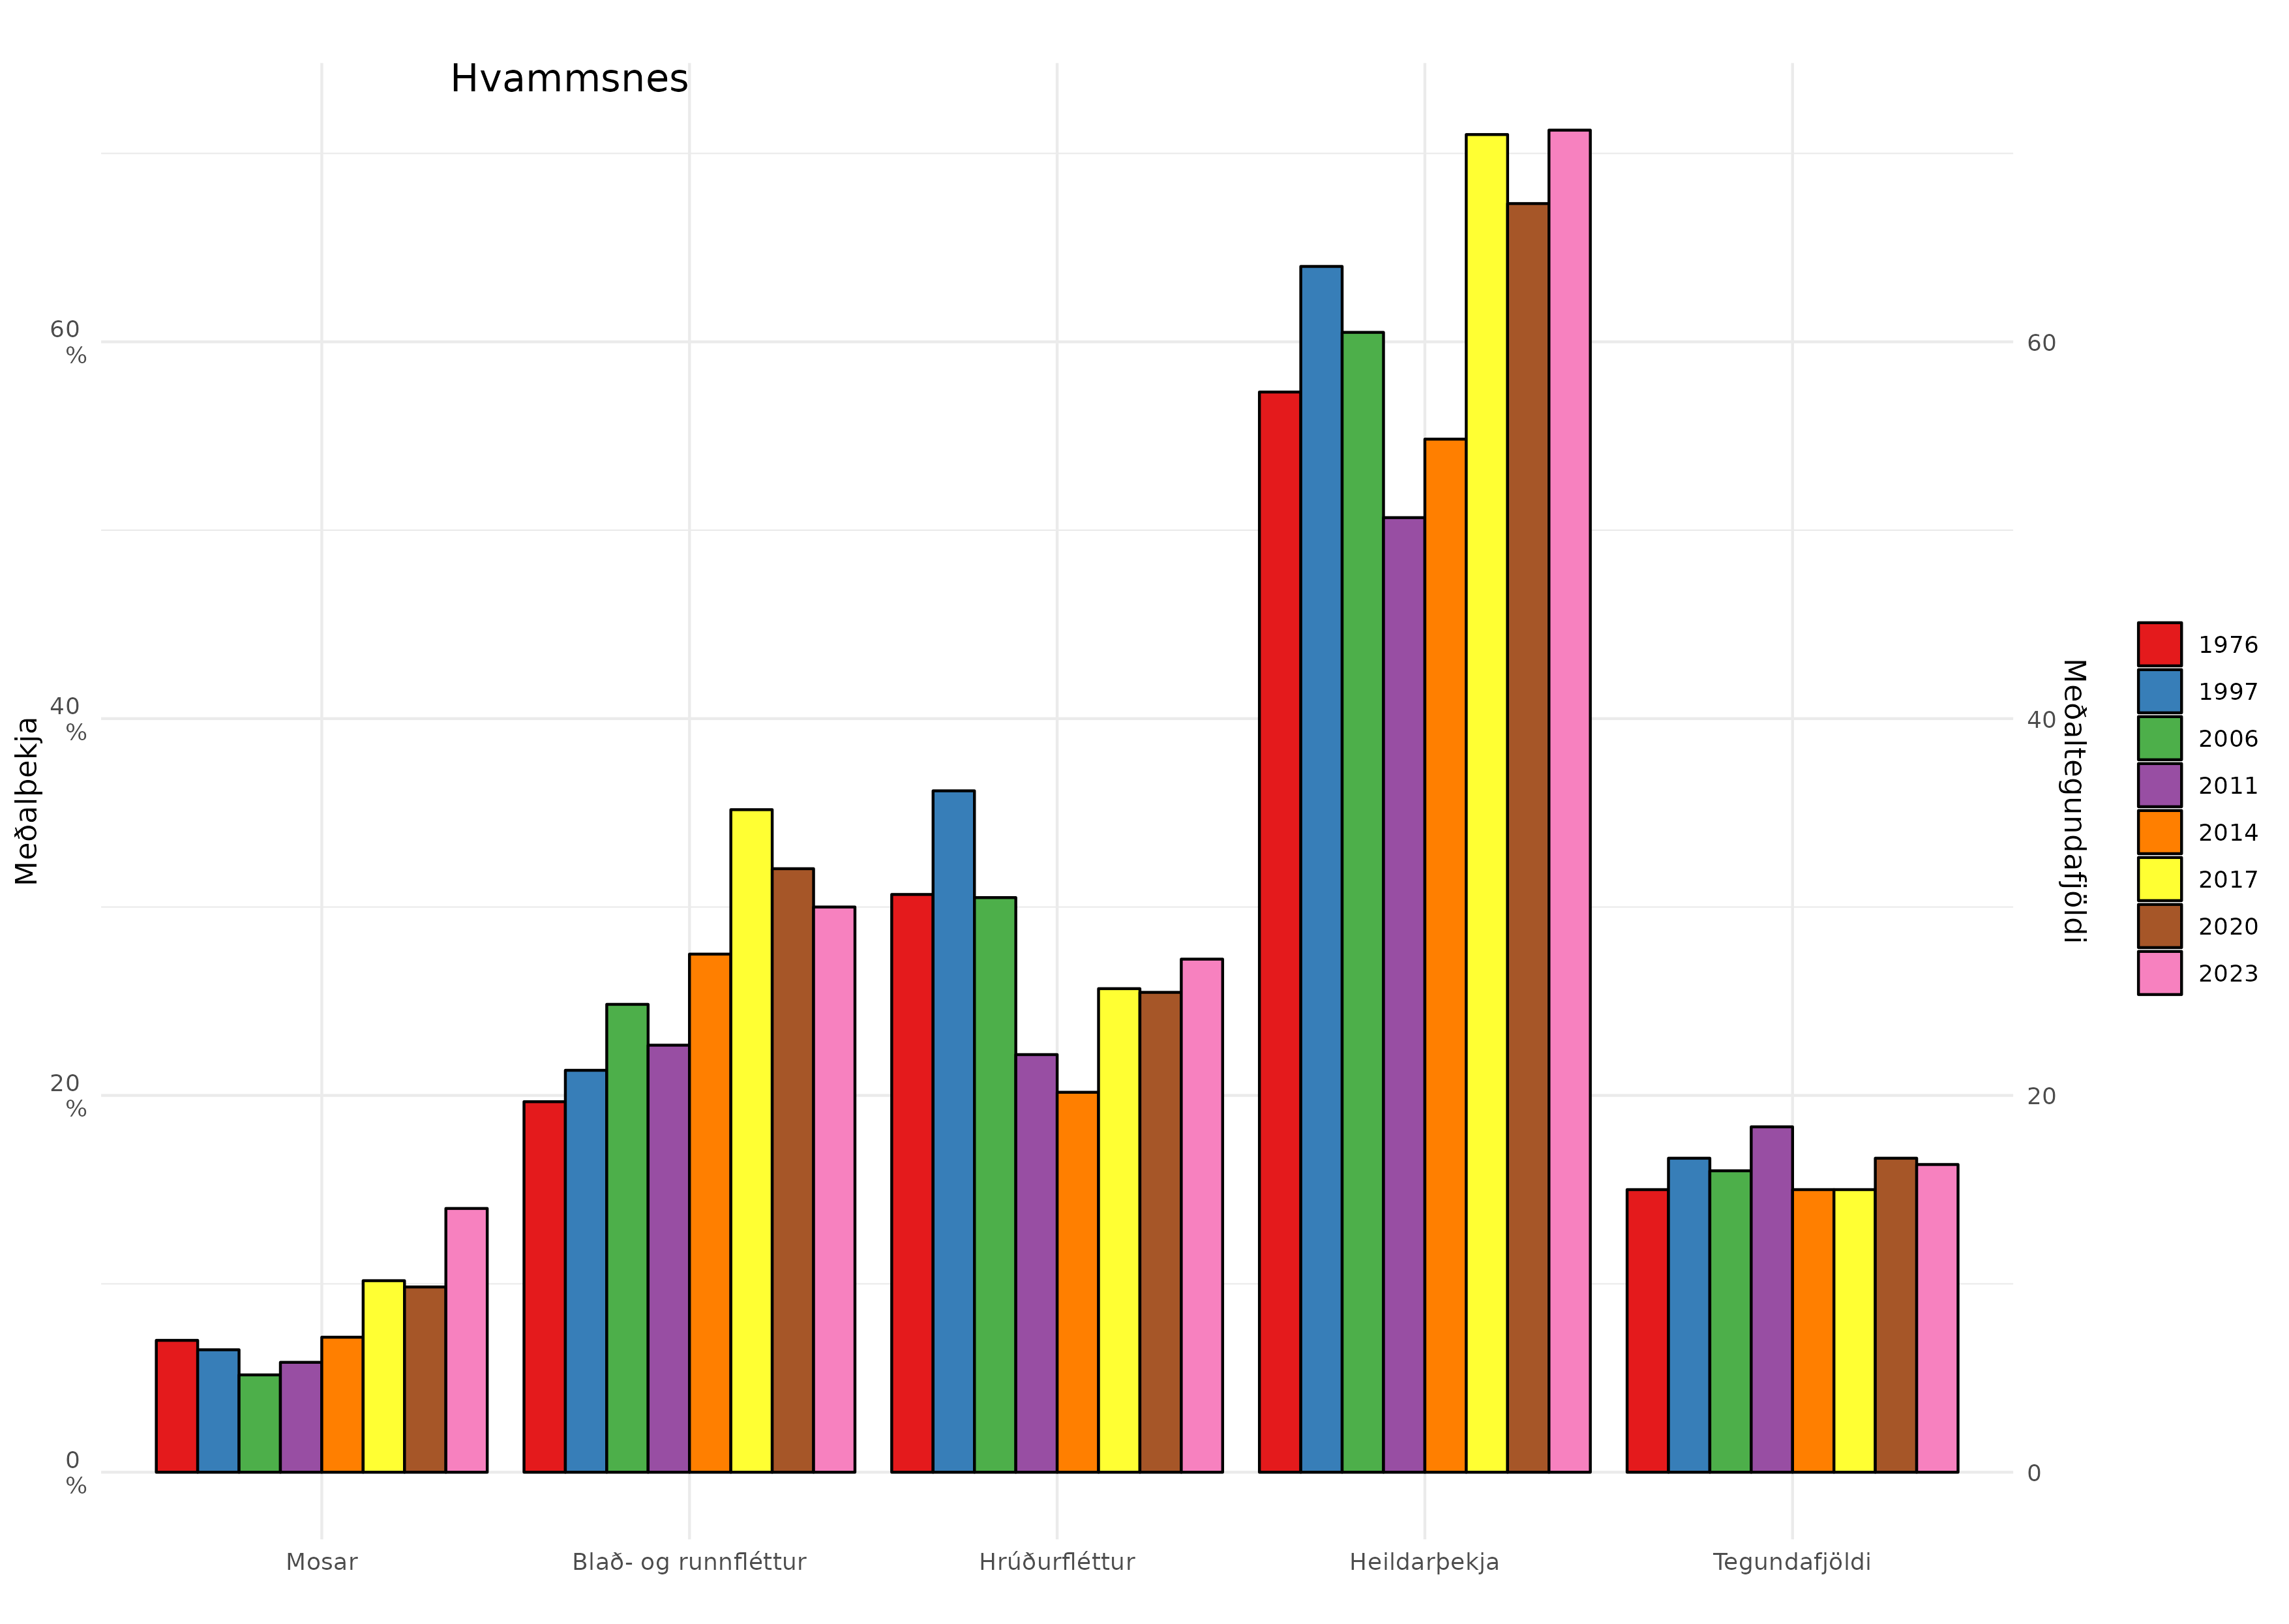 Hvammsnes
Meðalþekja
60
%
40
%
20
%
0
%
60
40
20
0
Meðaltegundafjöldi
1976
1997
2006
2011
2014
2017
2020
2023
Mosar
Blað- og runnfléttur
Hrúðurfléttur
Heildarþekja
Tegundafjöldi